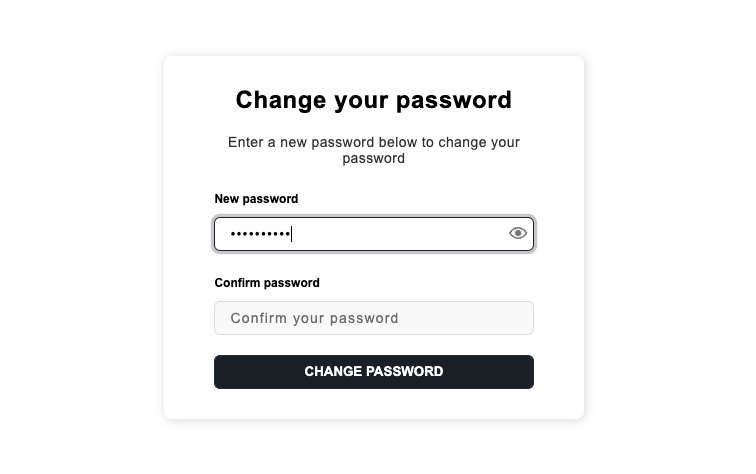 Change your password
Enter a new password below to change your
password
New password
••••••••••
Confirm password
Confirm your password
CHANGE PASSWORD